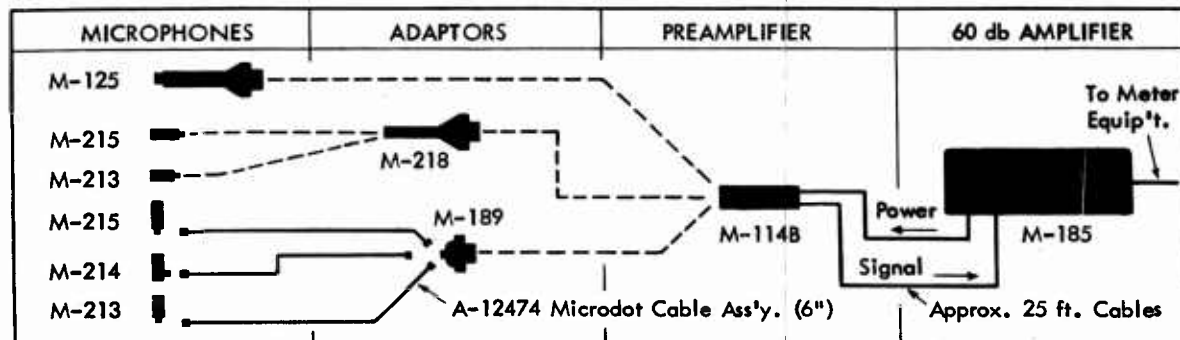 MICROPHONES
ADAPTORS
PREAMPLIFIER
60 db AMPLIFIER
M-125
M-215
M-213
M-215
M-214
M-213
M-218
M-189
A-12474 Microdot Cable Ass'y. (6")
M-114B
Power
Signal
To Meter
Equip't.
M-185
Approx. 25 ft. Cables